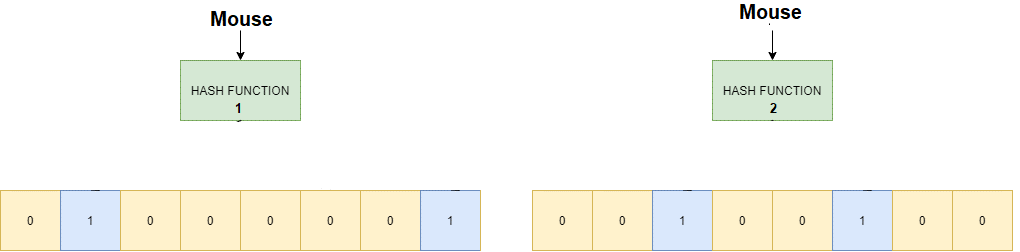 Mouse
HASH FUNCTION
1
0 1 0 0 0 0 0 1
Mouse
HASH FUNCTION
2
0 0 1 0 0 1 0 0